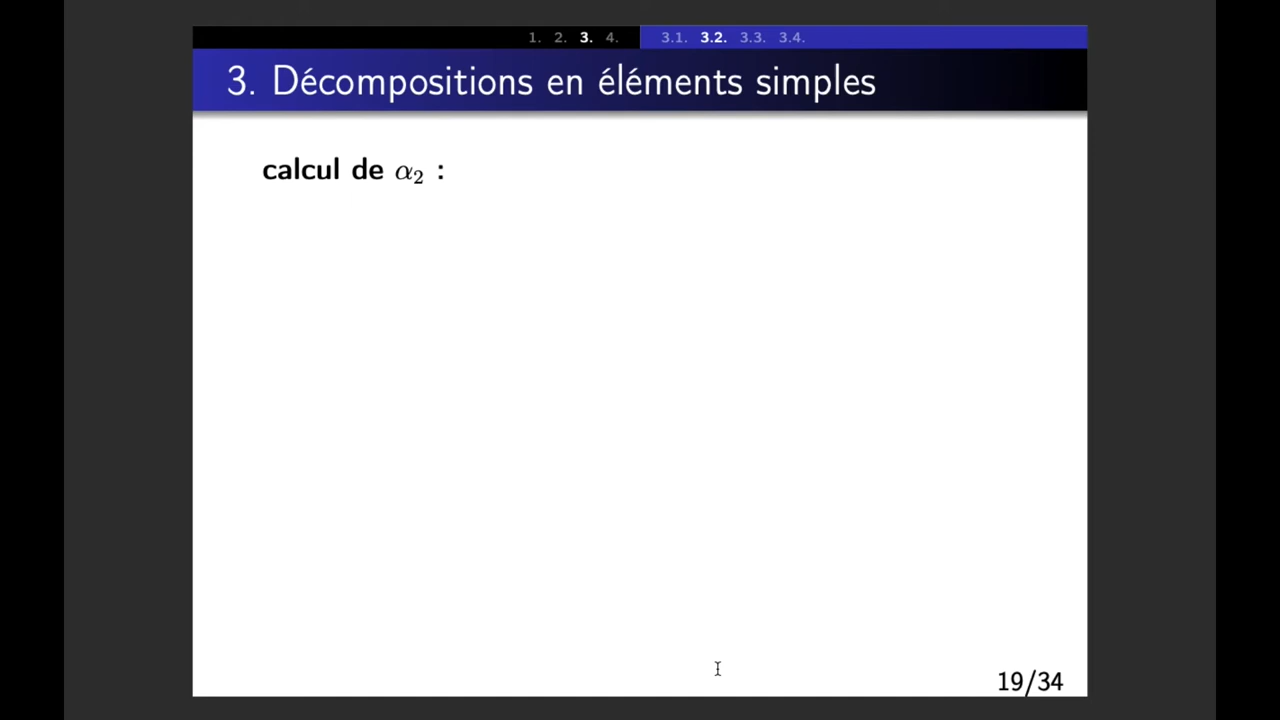 1. 2. 3. 4. 3.1. 3.2. 3.3. 3.4.
3. Décompositions en éléments simples
calcul de α₂ :
19/34